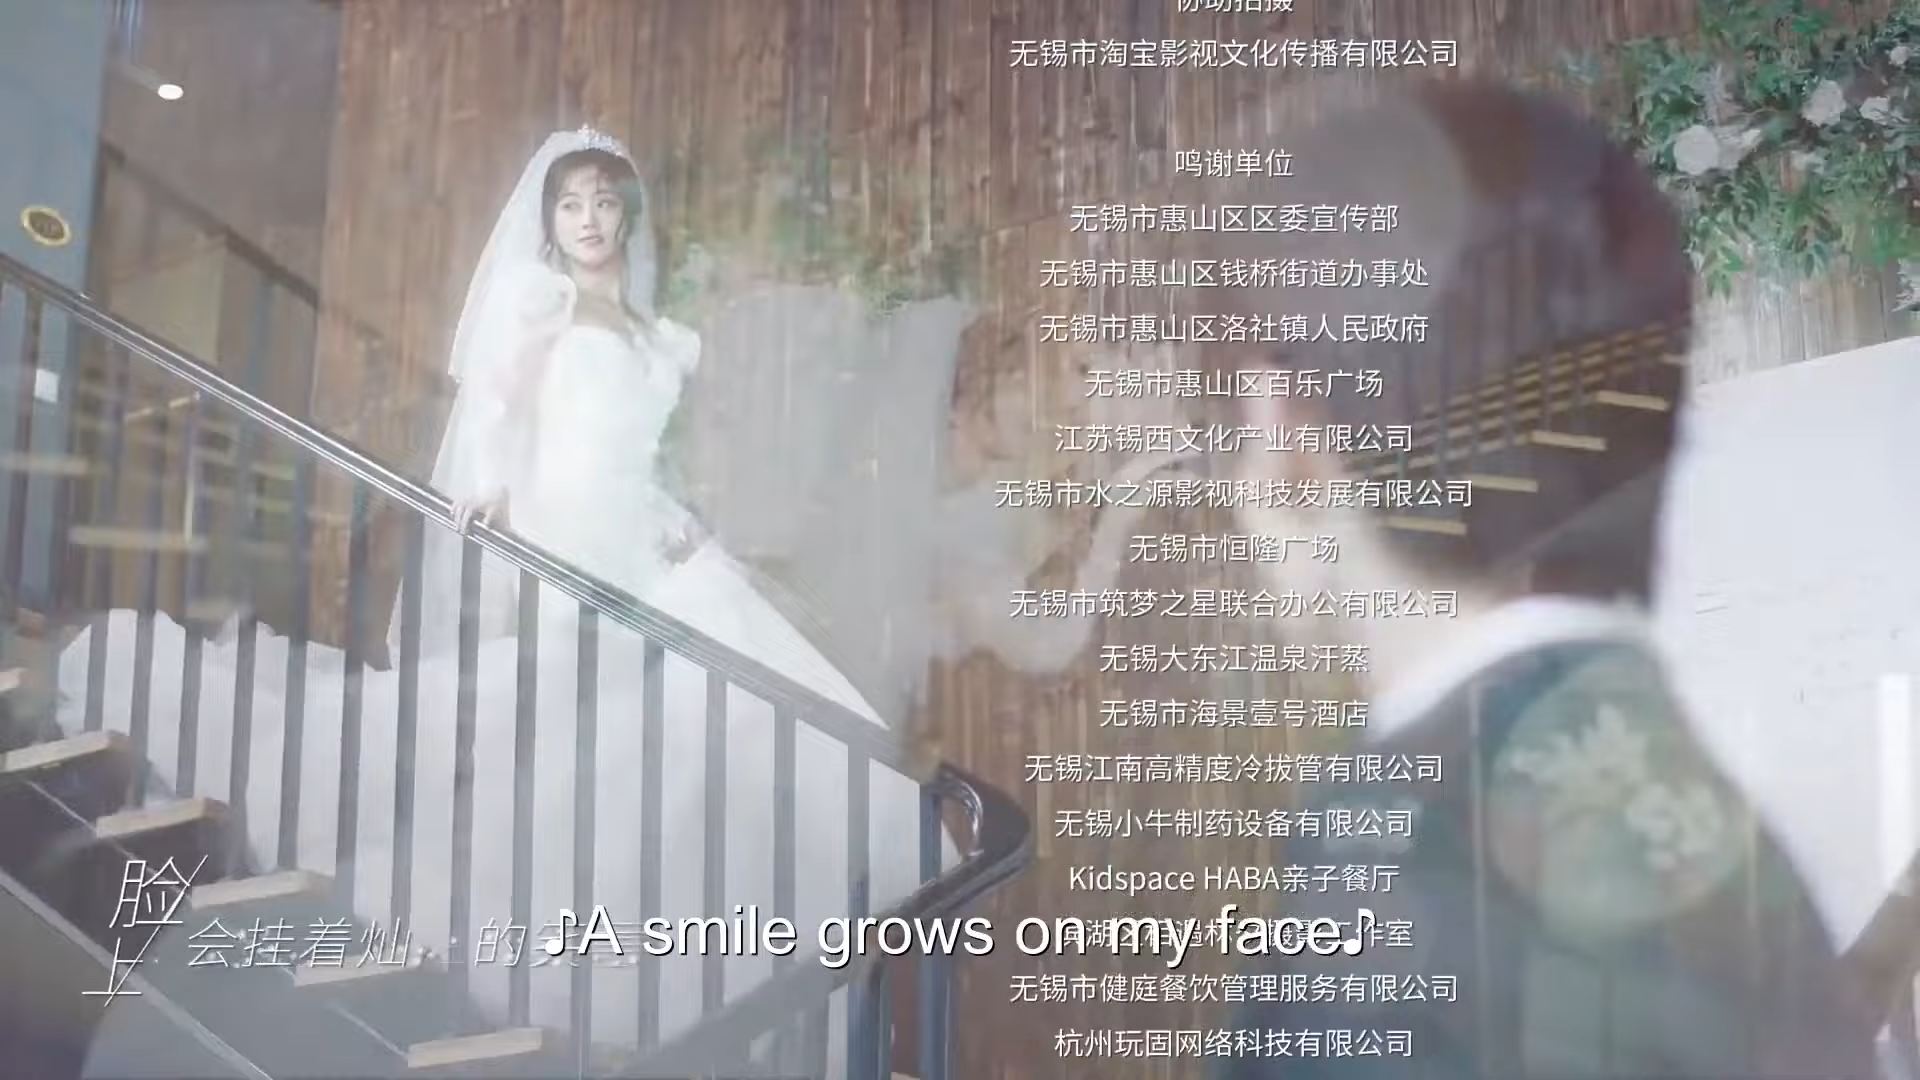 协助拍摄
无锡市淘宝影视文化传播有限公司
鸣谢单位
无锡市惠山区区委宣传部
无锡市惠山区钱桥街道办事处
无锡市惠山区洛社镇人民政府
无锡市惠山区百乐广场
江苏锡西文化产业有限公司
无锡市水之源影视科技发展有限公司
无锡市恒隆广场
无锡市筑梦之星联合办公有限公司
无锡大东江温泉汗蒸
无锡市海景壹号酒店
无锡江南高精度冷拔管有限公司
无锡小牛制药设备有限公司
Kidspace HABA亲子餐厅
作室
无锡市健庭餐饮管理服务有限公司
杭州玩固网络科技有限公司
脸上会挂着灿 的
♪A smile grows on my face♪